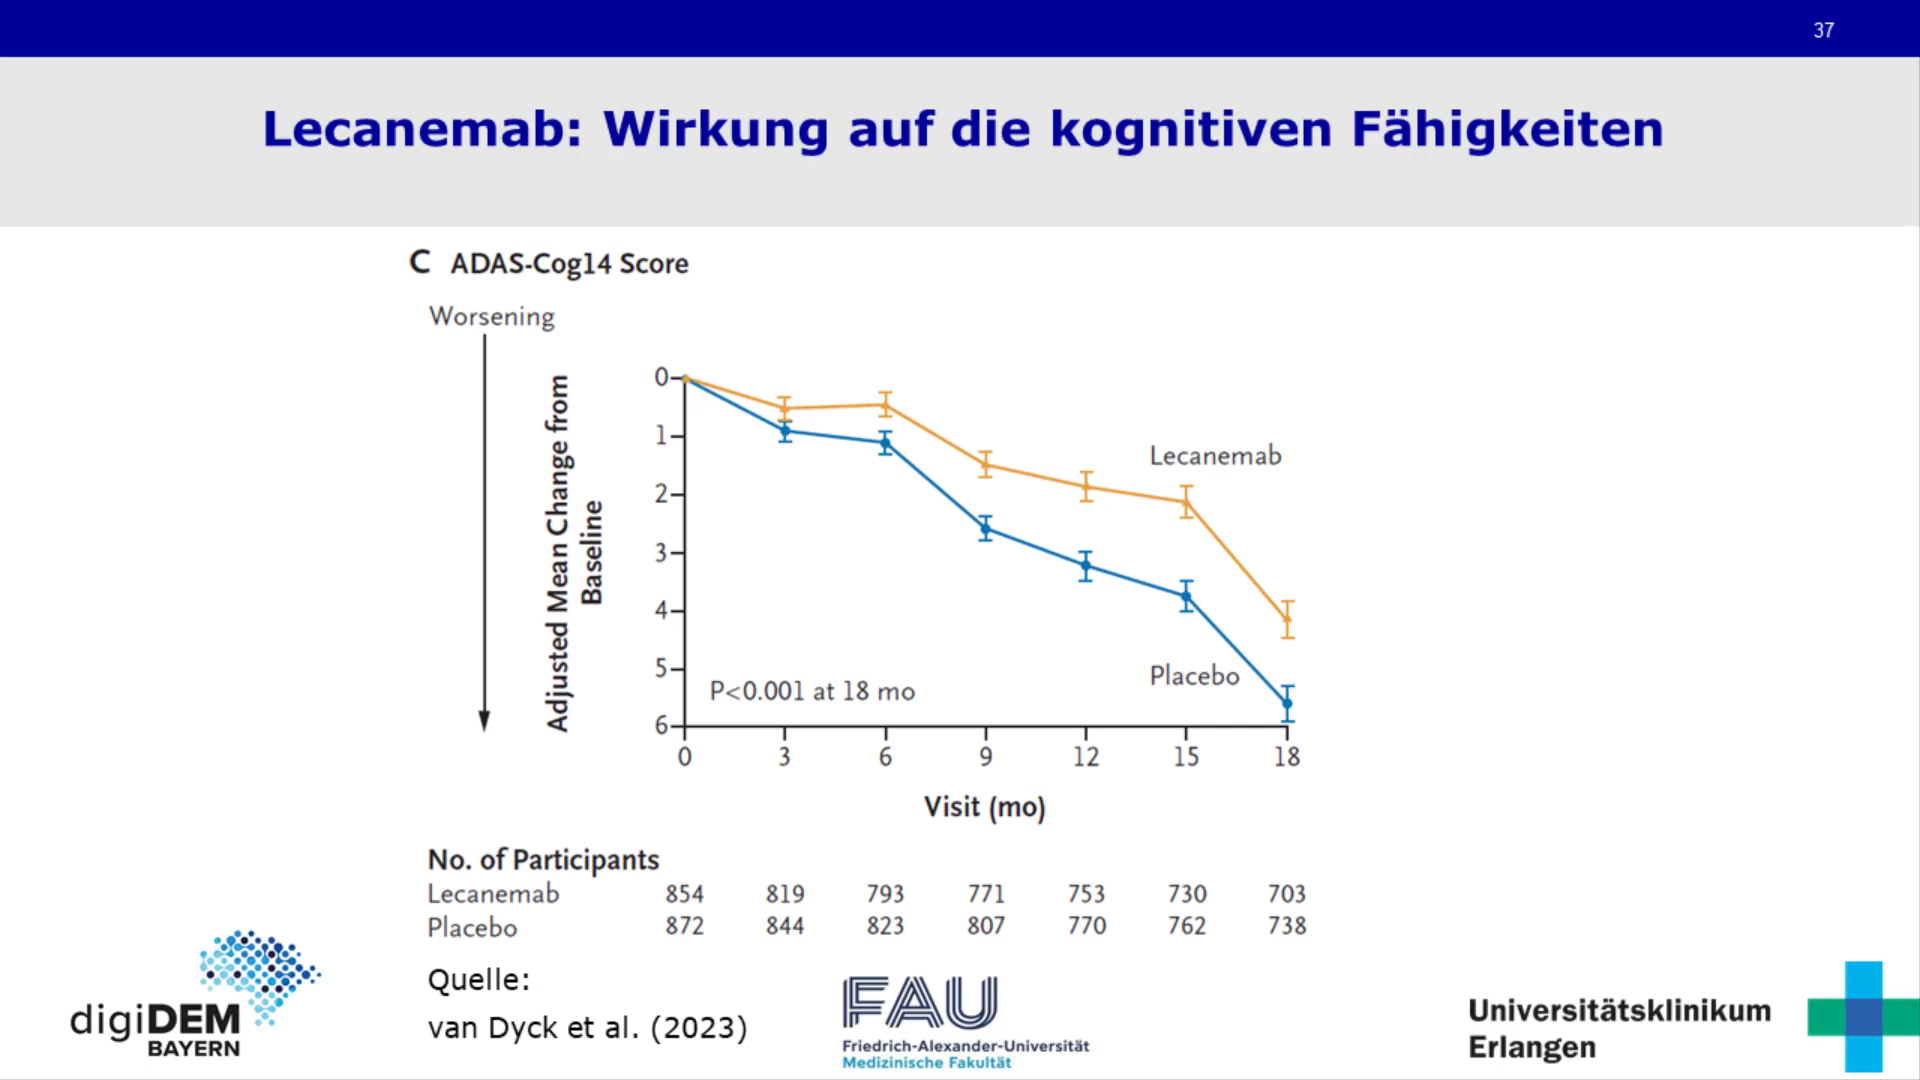 37
Lecanemab: Wirkung auf die kognitiven Fähigkeiten
C ADAS-Cog14 Score
Worsening
Adjusted Mean Change from
Baseline
0
1
2
3
4
5
6
Lecanemab
Placebo
P<0.001 at 18 mo
0 3 6 9 12 15 18
Visit (mo)
No. of Participants
Lecanemab 854 819 793 771 753 730 703
Placebo 872 844 823 807 770 762 738
Quelle:
van Dyck et al. (2023)
digiDEM
BAYERN
FAU
Friedrich-Alexander-Universität
Medizinische Fakultät
Universitätsklinikum
Erlangen